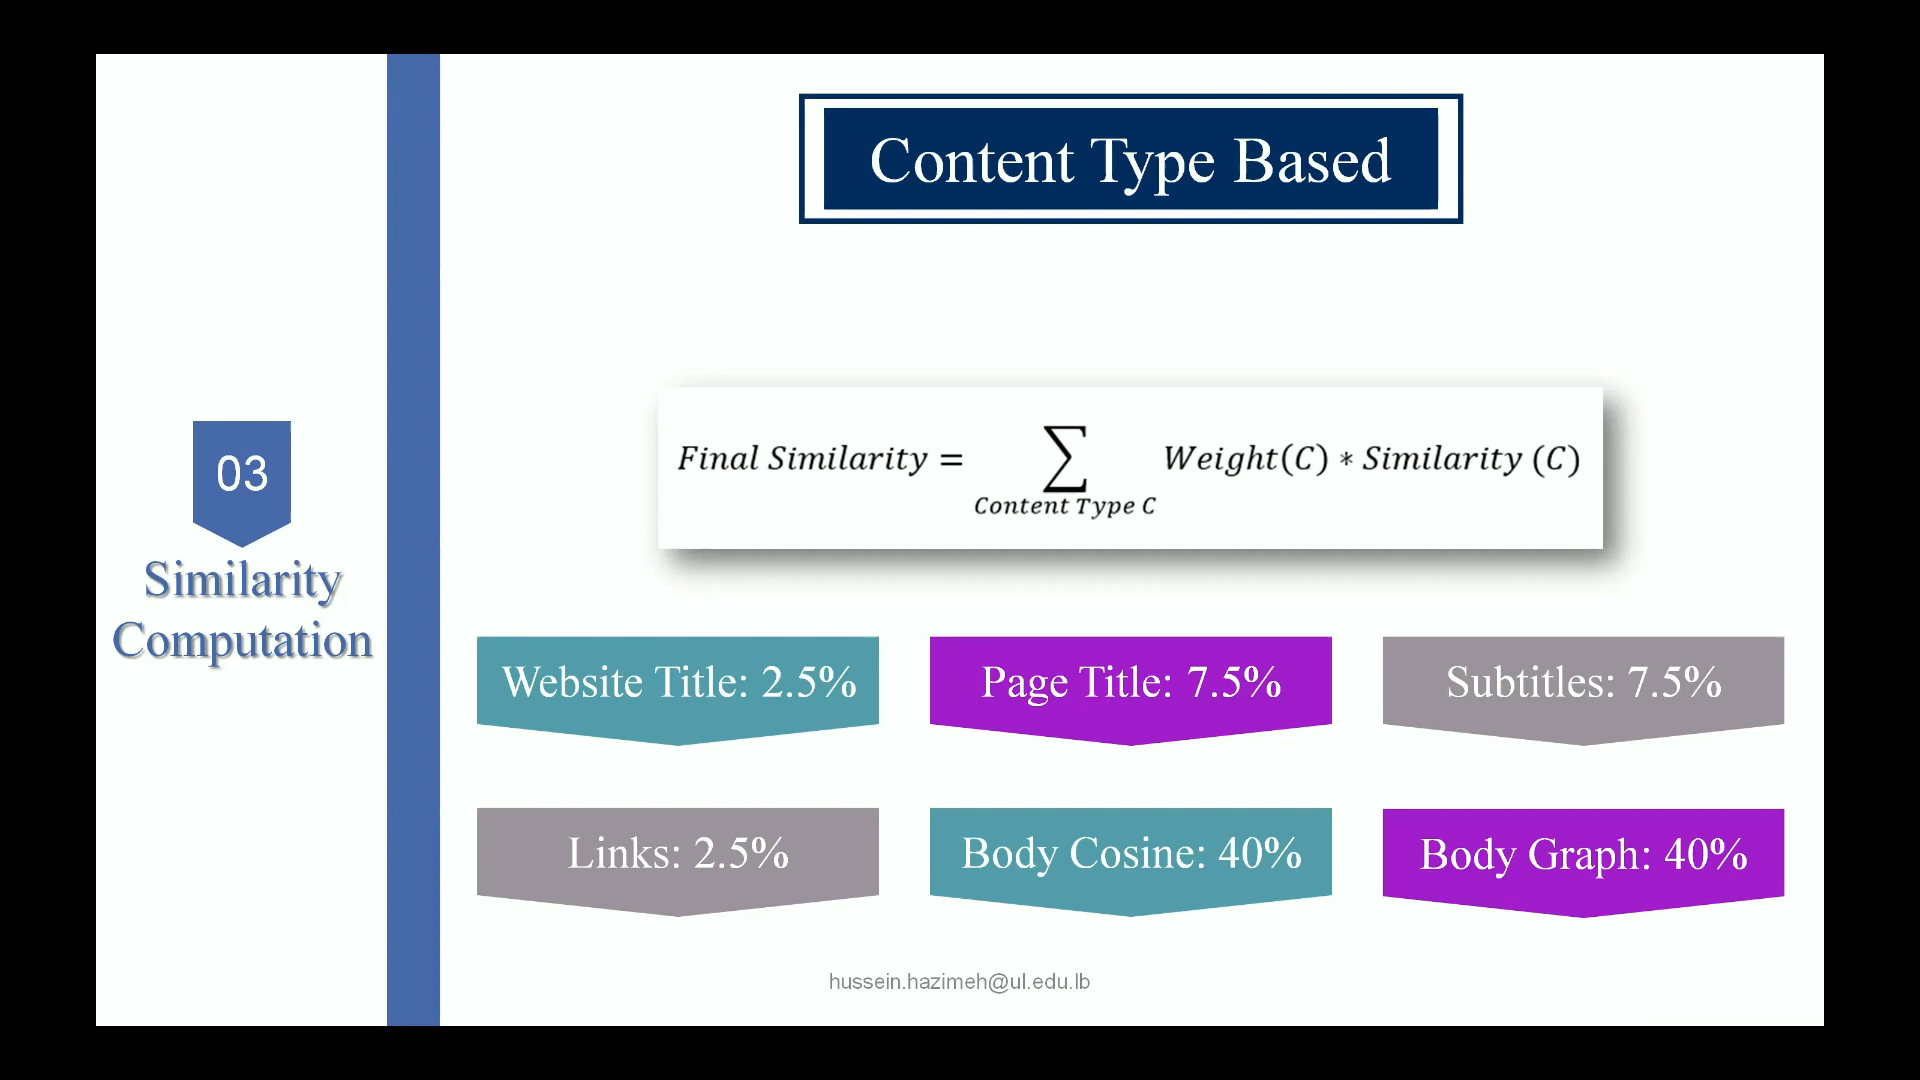 Content Type Based
03
Similarity
Computation
Final Similarity = ∑ Weight(C) * Similarity (C)
Content Type C
Website Title: 2.5%
Page Title: 7.5%
Subtitles: 7.5%
Links: 2.5%
Body Cosine: 40%
Body Graph: 40%
hussein.hazimeh@ul.edu.lb